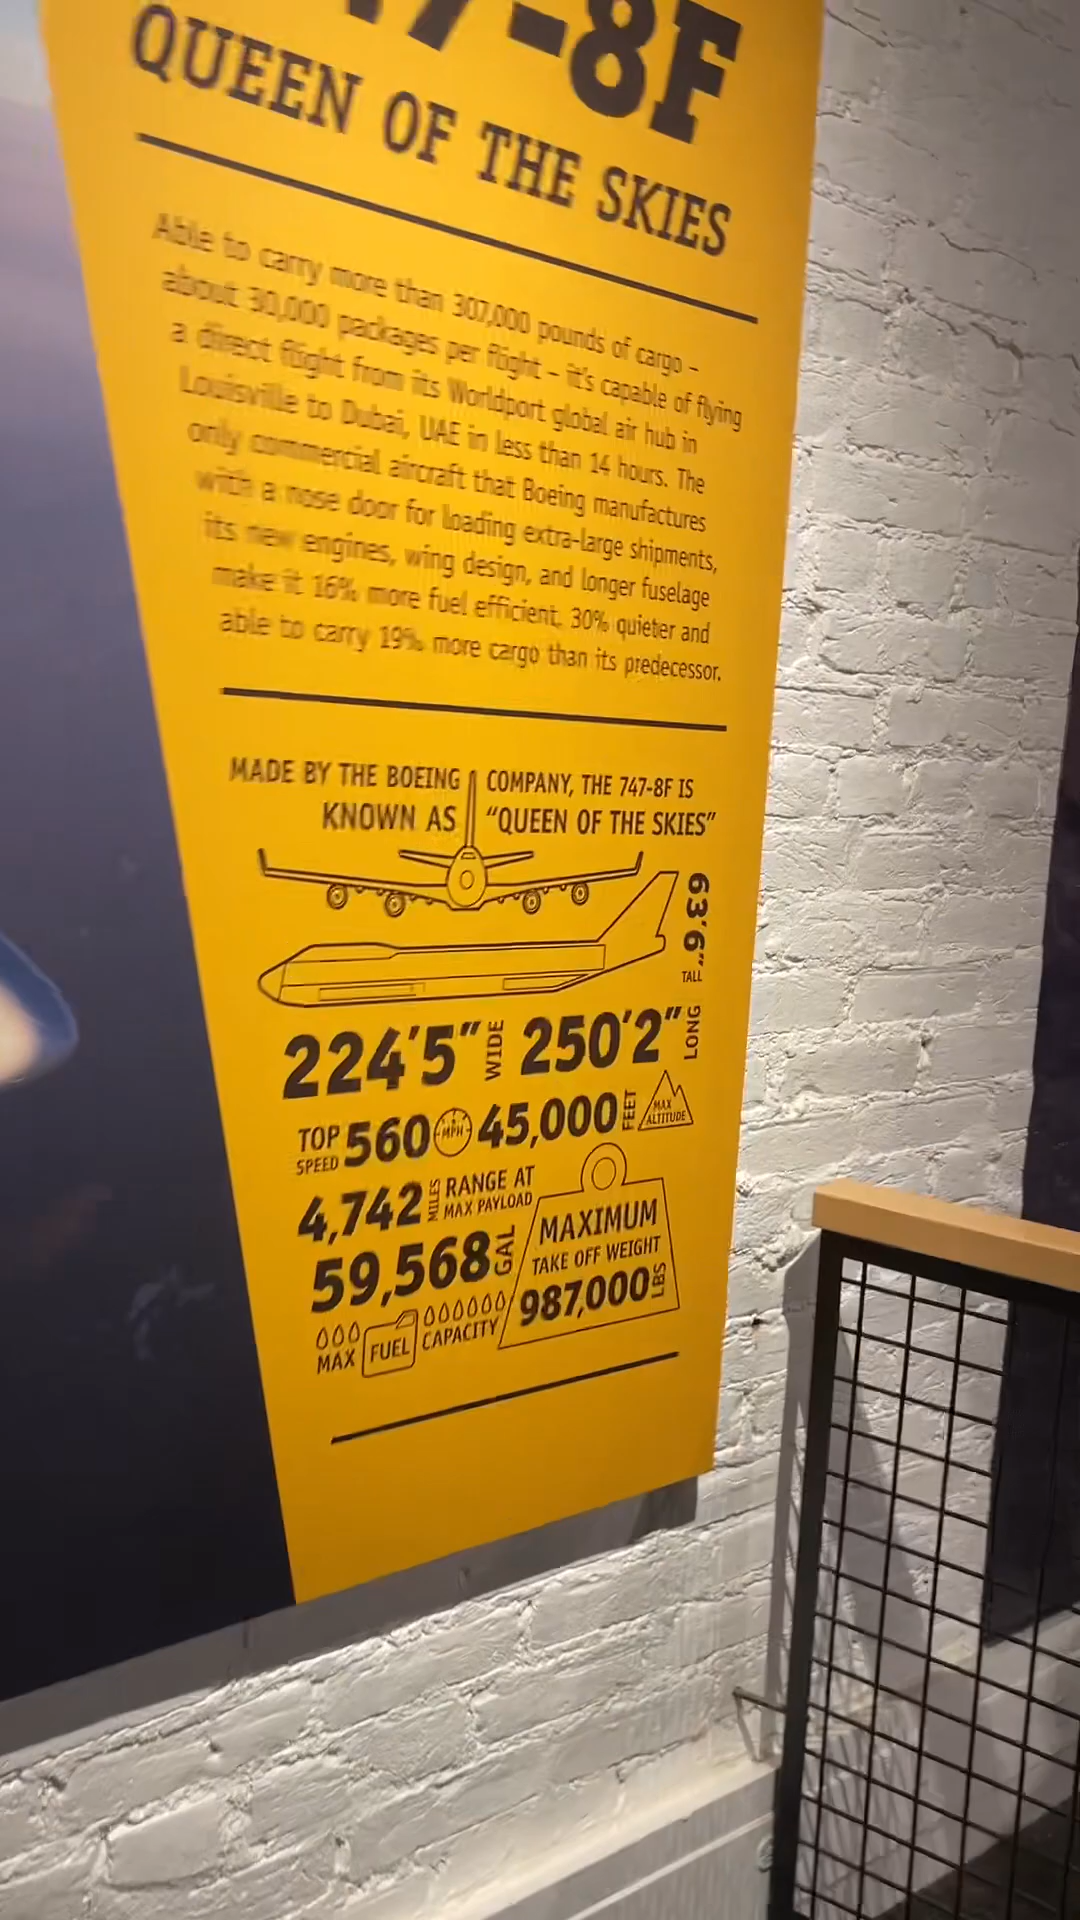 47-8F
QUEEN OF THE SKIES
Able to carry more than 307,000 pounds of cargo –
about 30,000 packages per flight – it's capable of flying
a direct flight from its Worldport global air hub in
Louisville to Dubai, UAE in less than 14 hours. The
only commercial aircraft that Boeing manufactures
with a nose door for loading extra-large shipments,
its new engines, wing design, and longer fuselage
make it 16% more fuel efficient, 30% quieter and
able to carry 19% more cargo than its predecessor.
MADE BY THE BOEING COMPANY, THE 747-8F IS
KNOWN AS "QUEEN OF THE SKIES"
63'6" TALL
224'5" WIDE 250'2" LONG
TOP SPEED 560 MPH 45,000 FEET MAX ALTITUDE
4,742 MILES RANGE AT MAX PAYLOAD
59,568 GAL
MAX FUEL CAPACITY
MAXIMUM
TAKE OFF WEIGHT
987,000 LBS